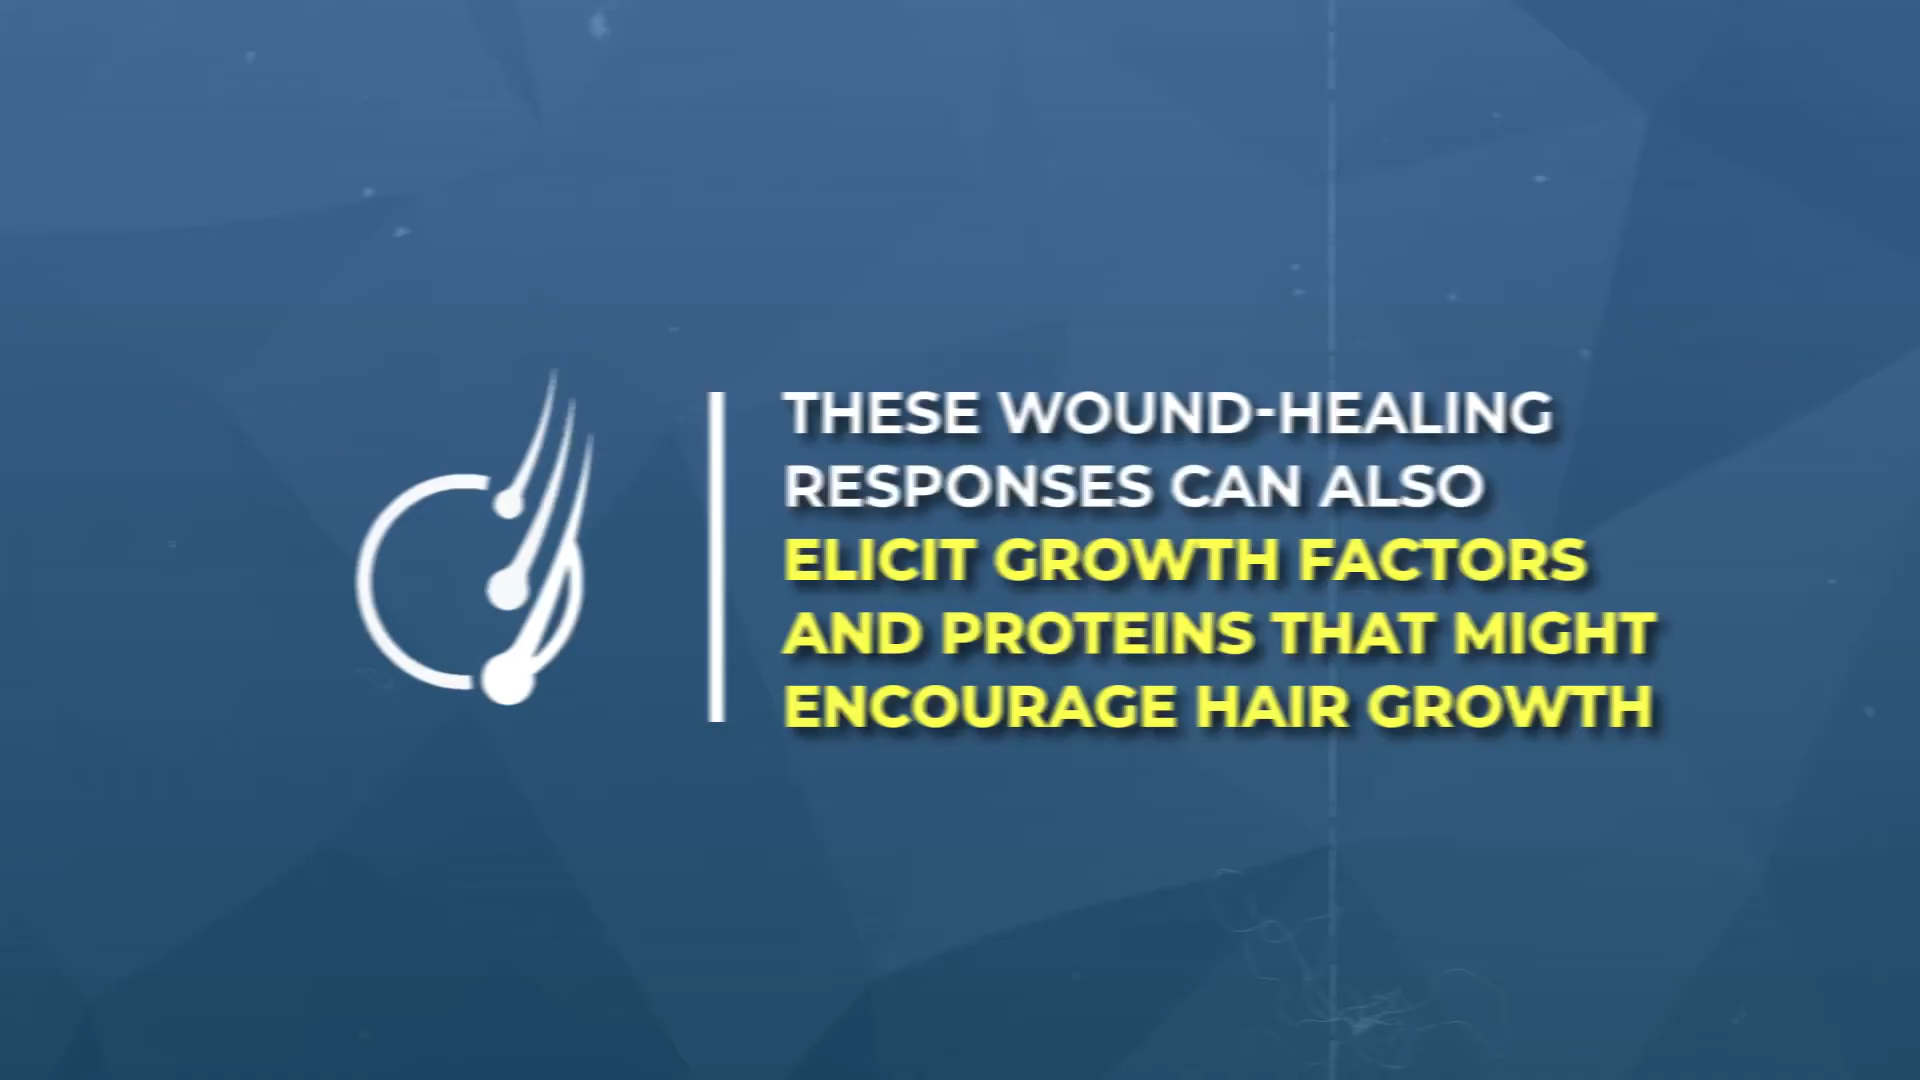 THESE WOUND-HEALING
RESPONSES CAN ALSO
ELICIT GROWTH FACTORS
AND PROTEINS THAT MIGHT
ENCOURAGE HAIR GROWTH